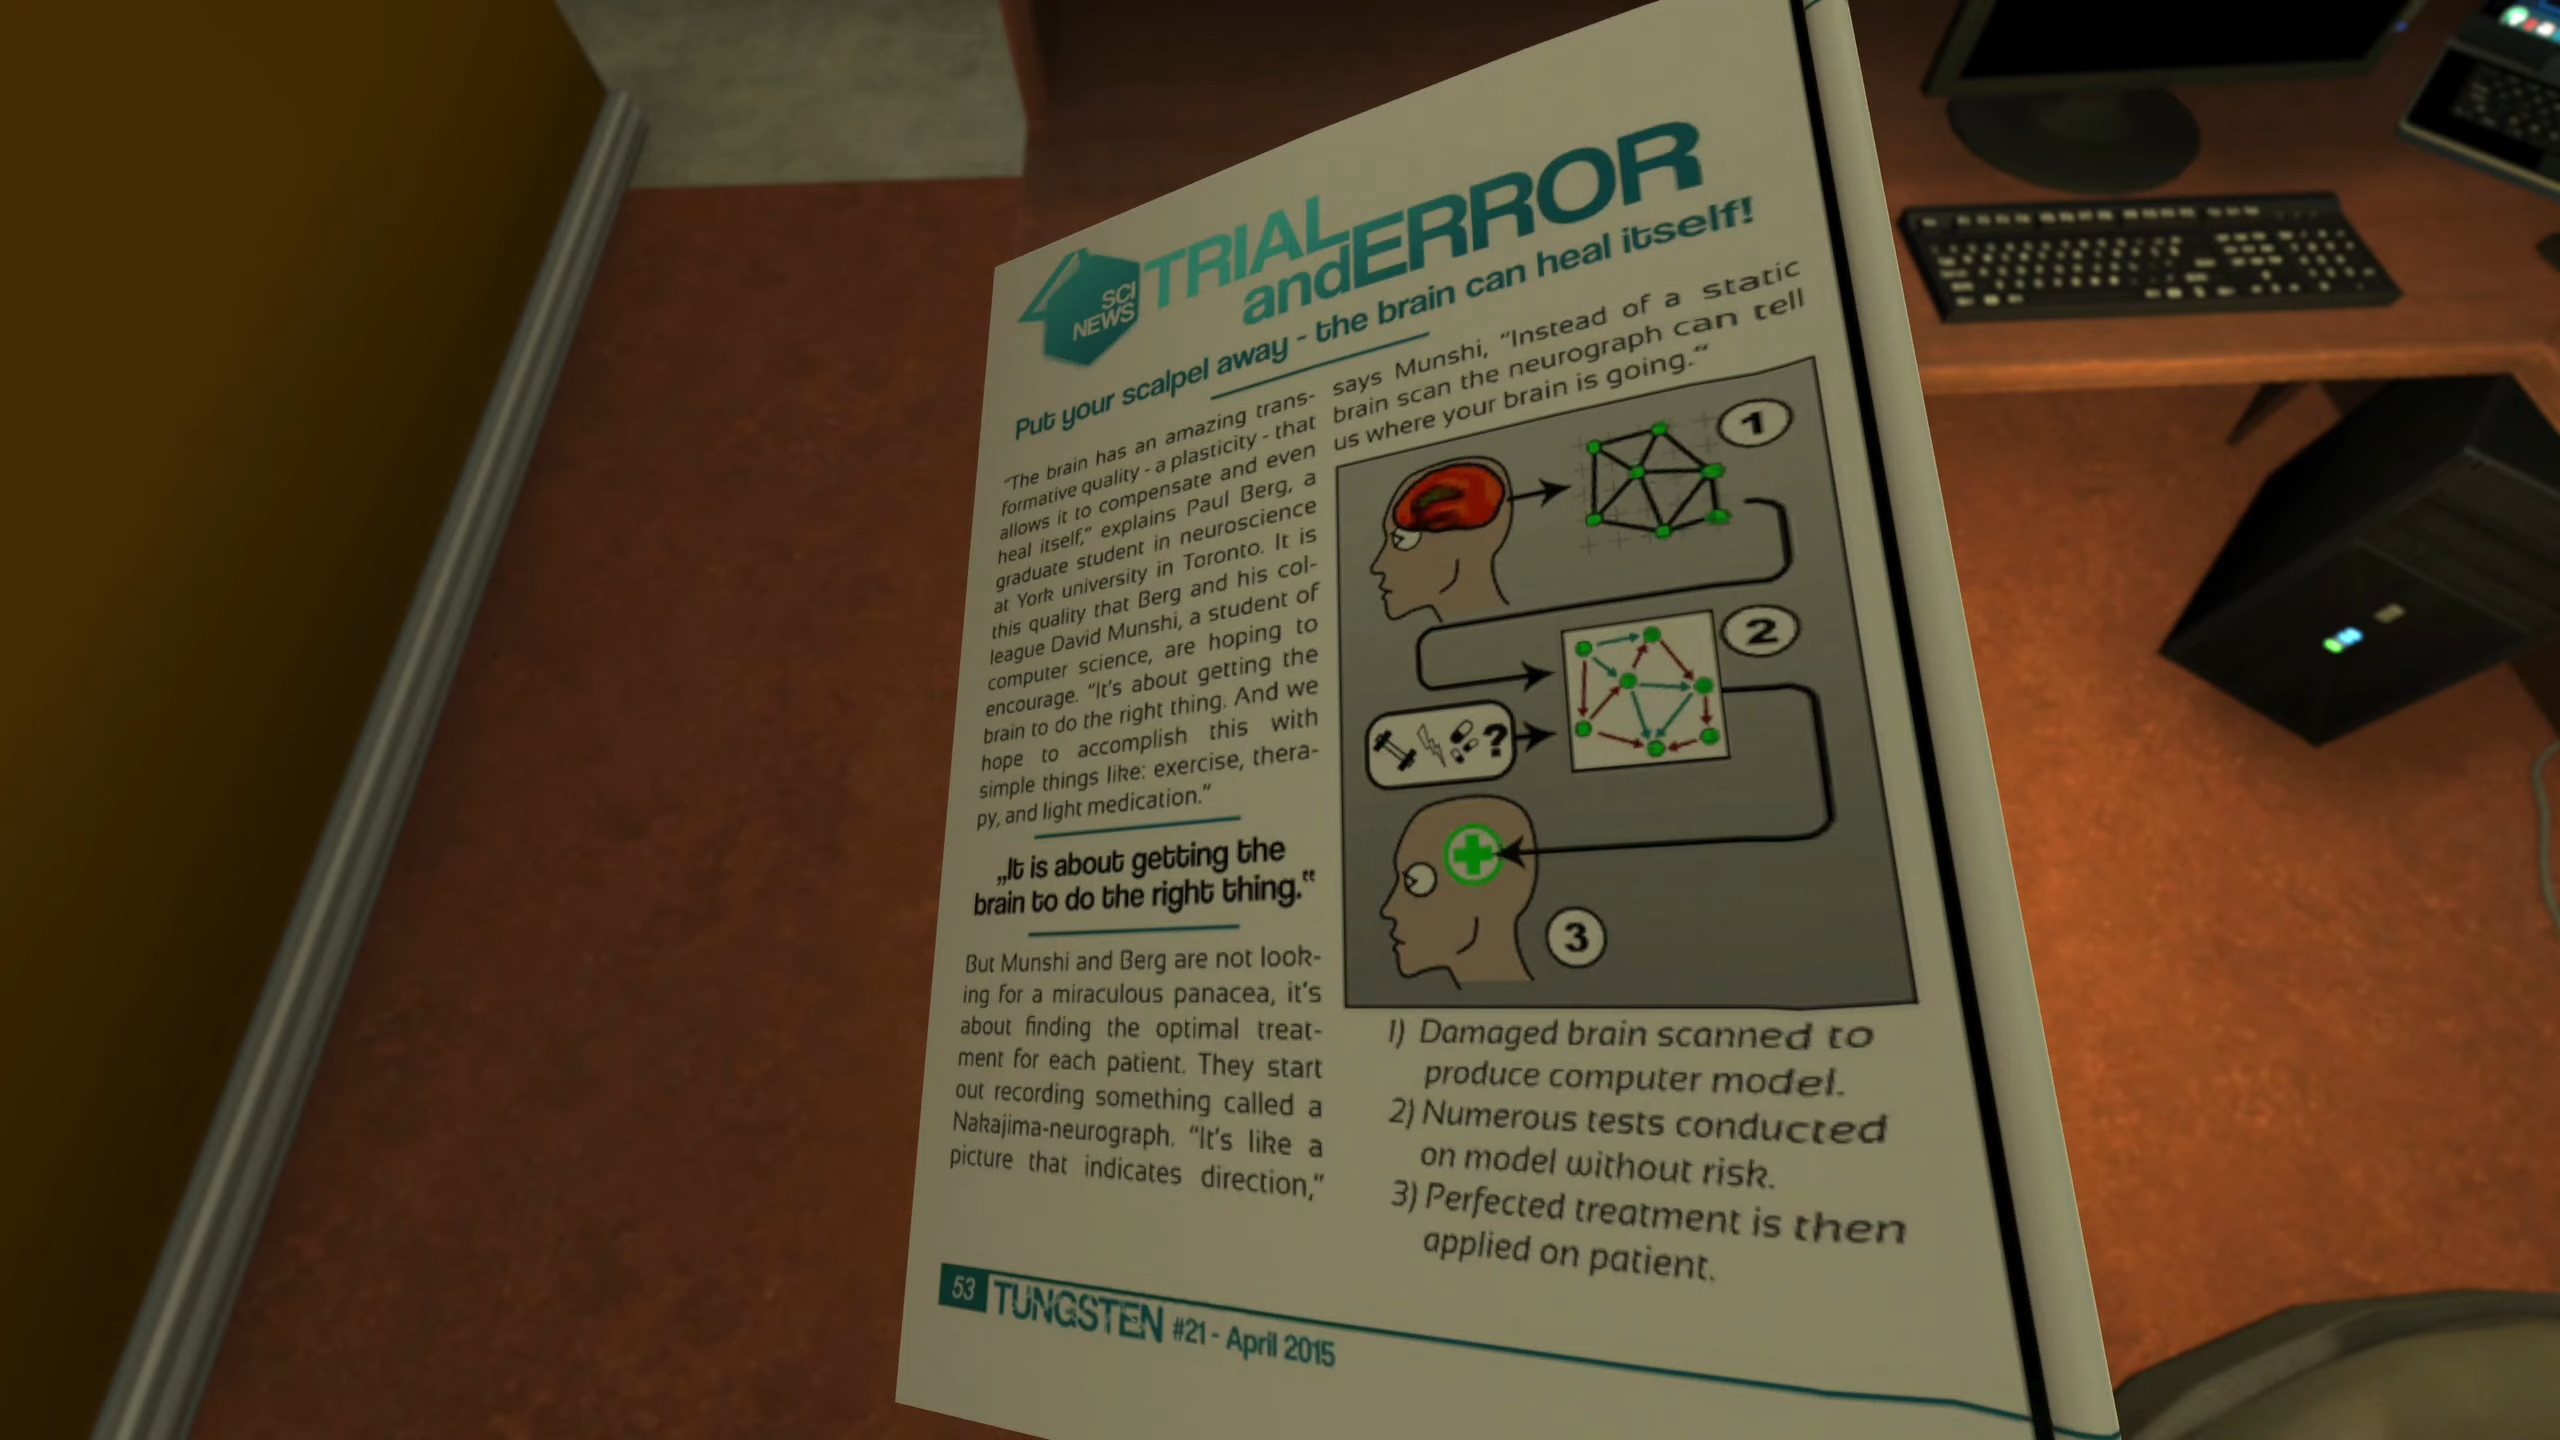 SCI
NEWS
TRIAL
andERROR
Put your scalpel away - the brain can heal itself!
“The brain has an amazing trans-
formative quality - a plasticity - that
allows it to compensate and even
heal itself,” explains Paul Berg, a
graduate student in neuroscience
at York university in Toronto. It is
this quality that Berg and his col-
league David Munshi, a student of
computer science, are hoping to
encourage. “It’s about getting the
brain to do the right thing. And we
hope to accomplish this with
simple things like: exercise, thera-
py, and light medication.”
„It is about getting the
brain to do the right thing.“
But Munshi and Berg are not look-
ing for a miraculous panacea, it’s
about finding the optimal treat-
ment for each patient. They start
out recording something called a
Nakajima-neurograph. “It’s like a
picture that indicates direction,”
says Munshi, “Instead of a static
brain scan the neurograph can tell
us where your brain is going.“
1
2
?
3
1) Damaged brain scanned to
produce computer model.
2) Numerous tests conducted
on model without risk.
3) Perfected treatment is then
applied on patient.
53 TUNGSTEN #21 - April 2015